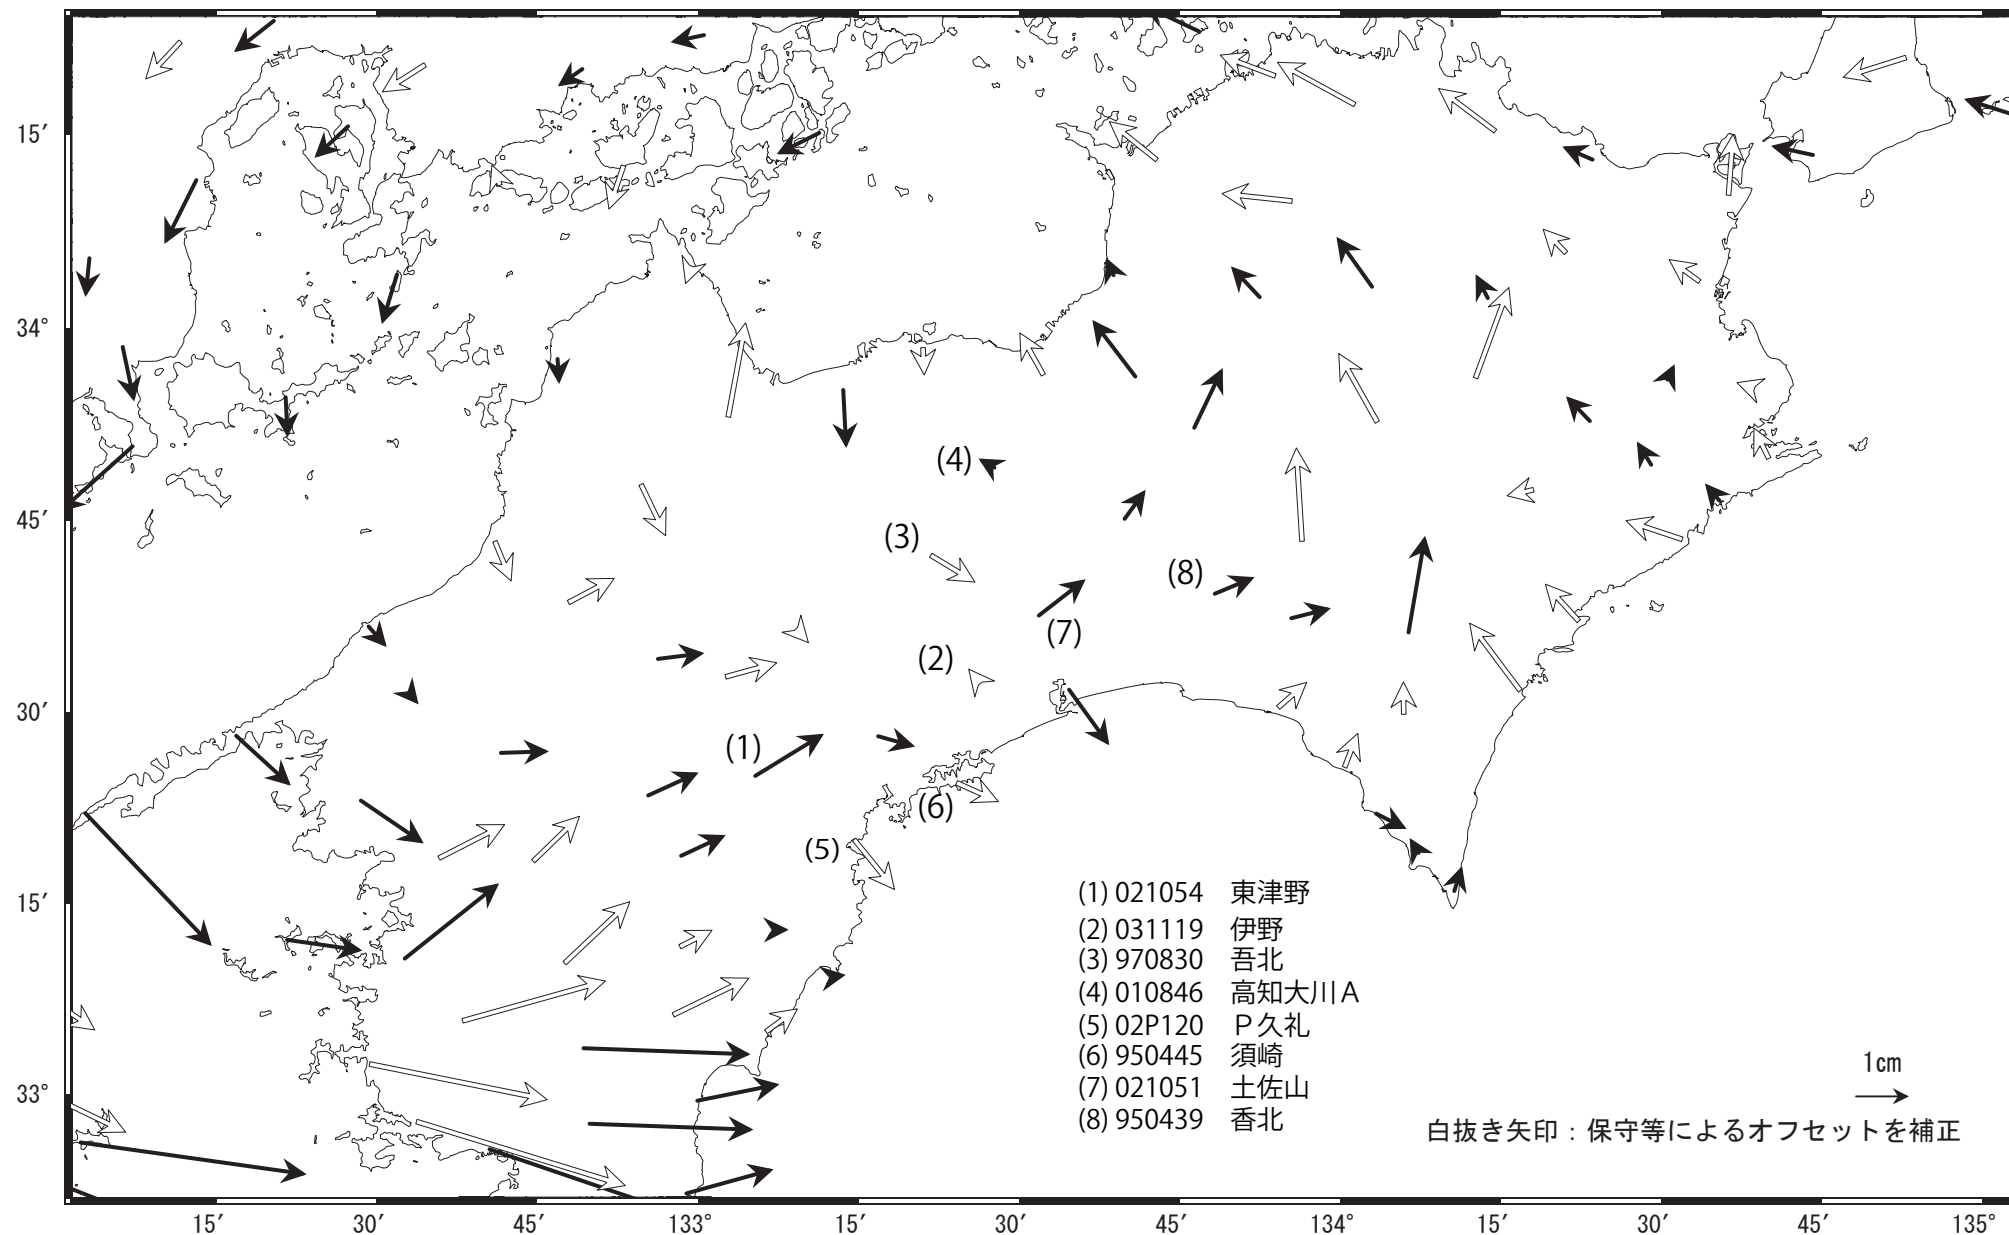 15′
34°
45′
30′
15′
33°
(4)
(3)
(8)
(7)
(2)
(1)
(6)
(5)
(1) 021054 東津野
(2) 031119 伊野
(3) 970830 吾北
(4) 010846 高知大川A
(5) 02P120 P久礼
(6) 950445 須崎
(7) 021051 土佐山
(8) 950439 香北
1cm
白抜き矢印：保守等によるオフセットを補正
15′ 30′ 45′ 133° 15′ 30′ 45′ 134° 15′ 30′ 45′ 135°